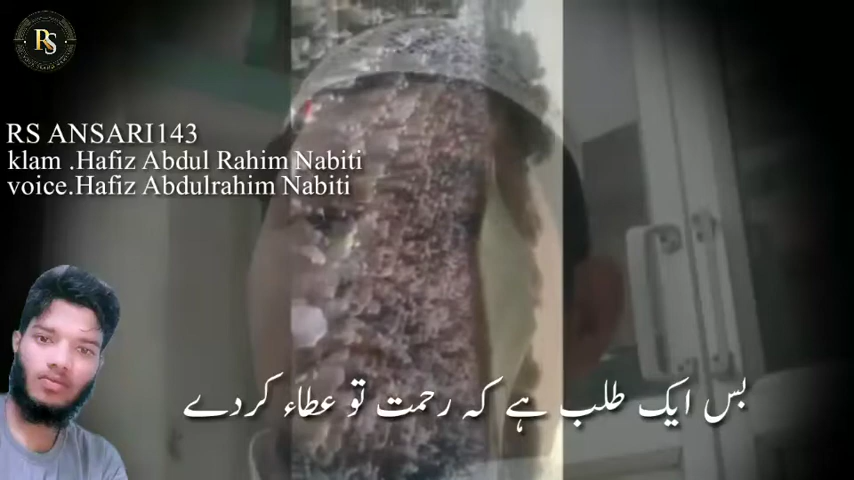 RS
RS ANSARI143
klam .Hafiz Abdul Rahim Nabiti
voice.Hafiz Abdulrahim Nabiti
بس ایک طلب ہے کہ رحمت تو عطاء کردے